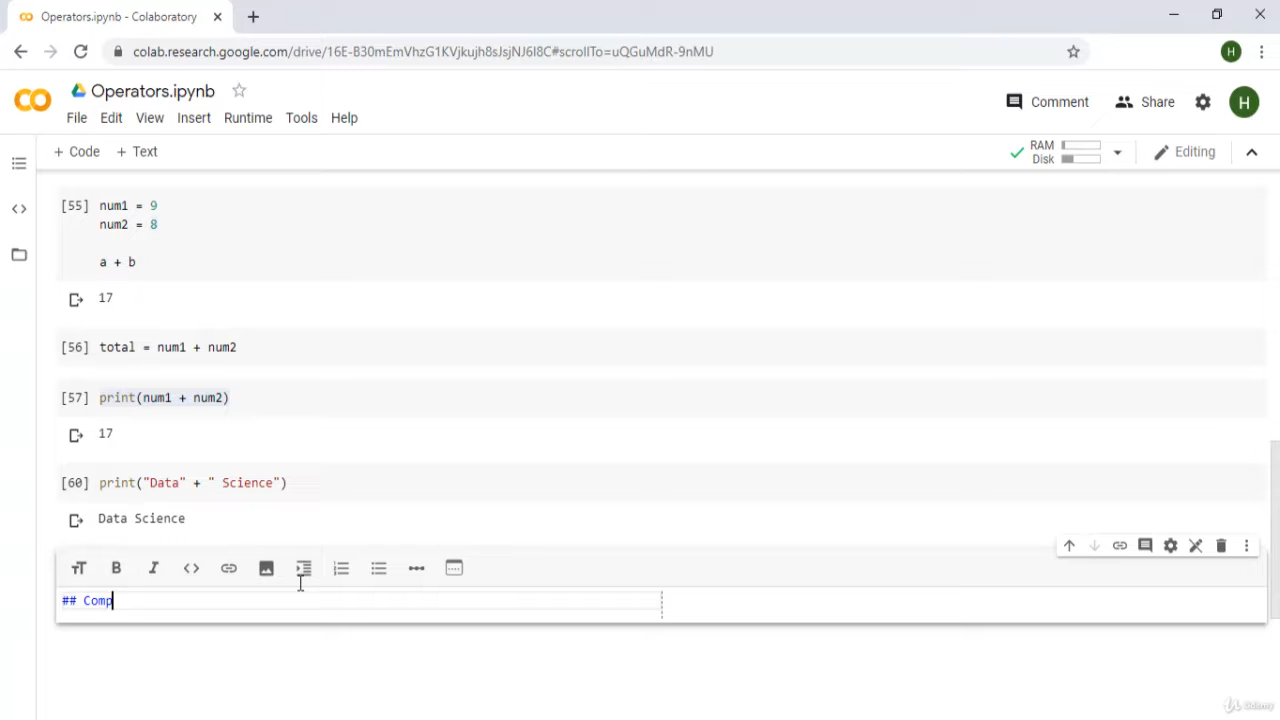 Operators.ipynb - Colaboratory
colab.research.google.com/drive/16E-B30mEmVhzG1KVjkujh8sJsjNJ6I8C#scrollTo=uQGuMdR-9nMU
H
CO
Operators.ipynb
Comment
Share
H
File Edit View Insert Runtime Tools Help
+ Code + Text
RAM
Disk
Editing
[55] num1 = 9
num2 = 8
a + b
17
[56] total = num1 + num2
[57] print(num1 + num2)
17
[60] print("Data" + " Science")
Data Science
## Comp
Udemy